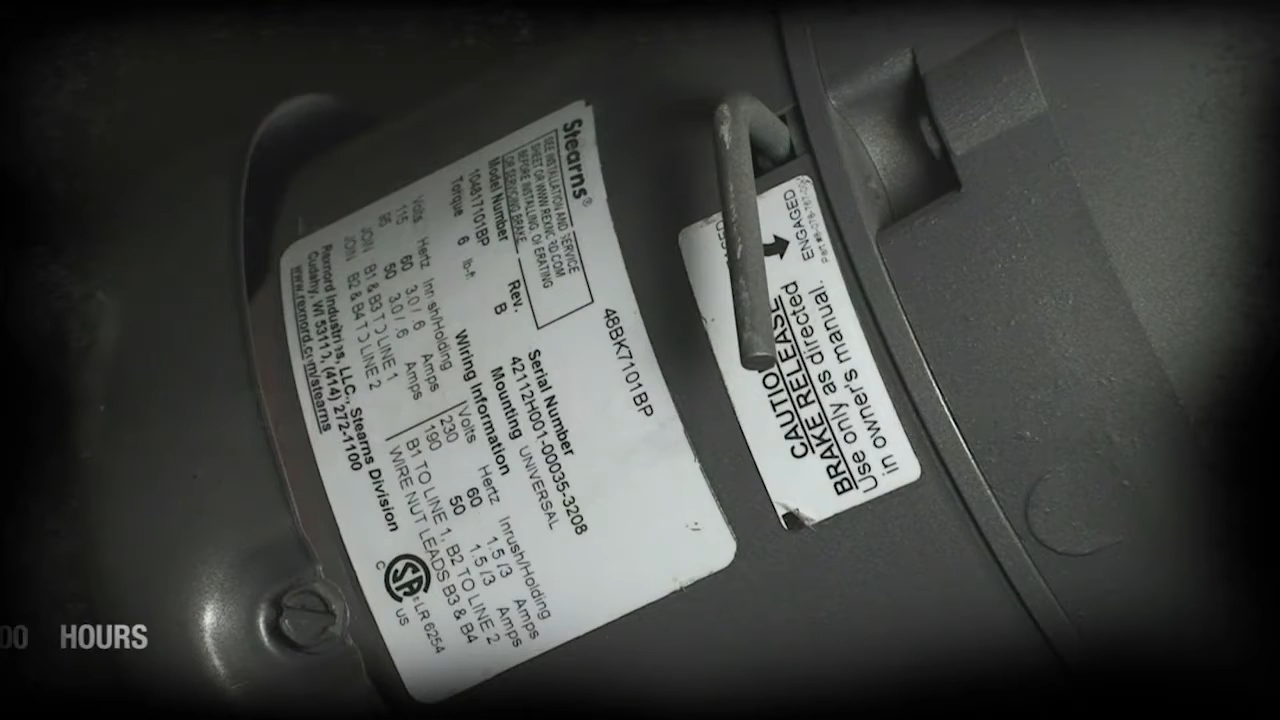 Stearns®
SEE INSTALLATION AND SERVICE
SHEET OR WWW.REXNORD.COM
BEFORE INSTALLING, OPERATING
OR SERVICING BRAKE
48BK7101BP
Model Number Rev. Serial Number
104817101BP B 42112H001-00035-3208
Torque 6 lb-ft Mounting UNIVERSAL
Wiring Information
Volts Hertz Inrush/Holding
115 60 3.0/.6 Amps
95 50 3.0/.6 Amps
JOIN B1 & B3 TO LINE 1
JOIN B2 & B4 TO LINE 2
Volts Hertz Inrush/Holding
230 60 1.5/3 Amps
190 50 1.5/3 Amps
B1 TO LINE 1, B2 TO LINE 2
WIRE NUT LEADS B3 & B4
Rexnord Industries, LLC., Stearns Division
Cudahy, WI 53110, (414) 272-1100
www.rexnord.com/stearns
C SA US
LR 6254
ENGAGED
CAUTION
BRAKE RELEASE
Use only as directed
in owner's manual.
HOURS